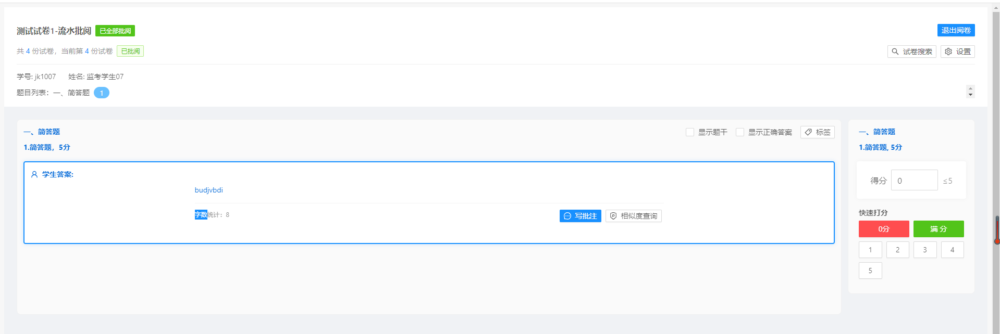 测试试卷1-流水批阅 已全部批阅 退出阅卷
共 4 份试卷，当前第 4 份试卷 已批阅 试卷搜索 设置
学号: jk1007 姓名: 监考学生07
题目列表：一、简答题 1
一、简答题 显示题干 显示正确答案 标签
1.简答题，5分
学生答案:
budjvbdi
字数统计：8 写批注 相似度查询
一、简答题
1.简答题, 5分
得分 0 ≤5
快速打分
0分 满 分
1 2 3 4
5